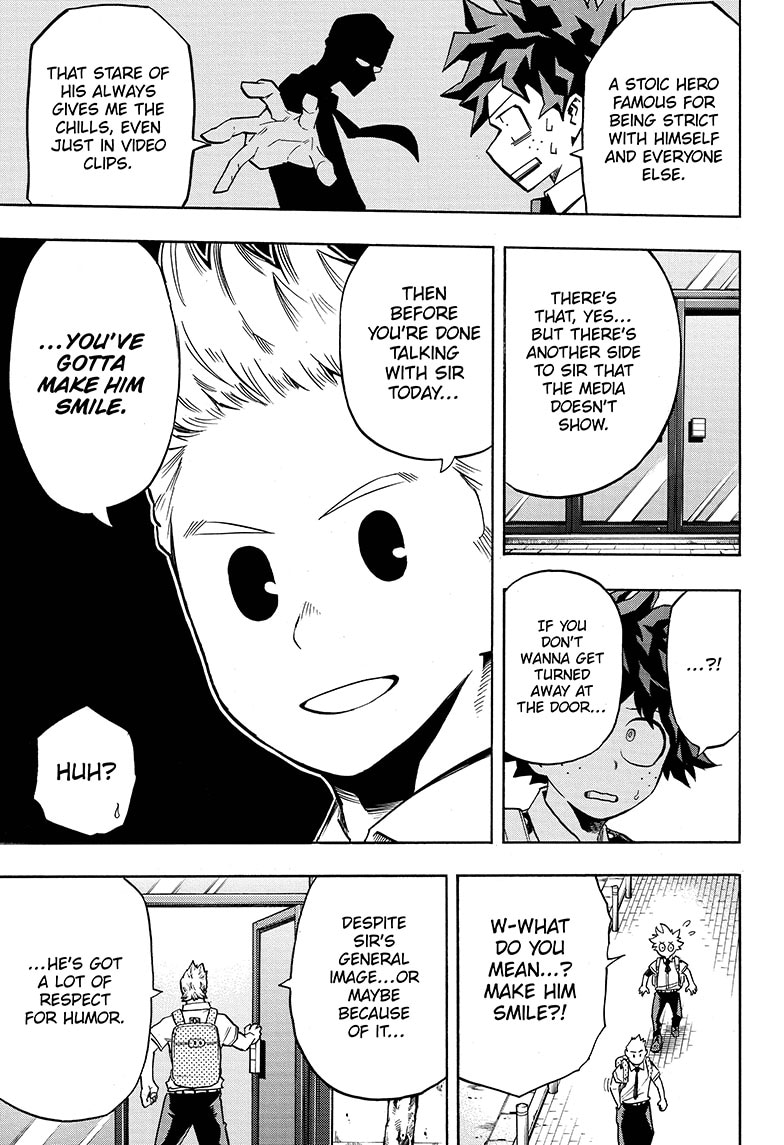 A STOIC HERO
FAMOUS FOR
BEING STRICT
WITH HIMSELF
AND EVERYONE
ELSE.
THAT STARE OF
HIS ALWAYS
GIVES ME THE
CHILLS, EVEN
JUST IN VIDEO
CLIPS.
THERE'S
THAT, YES...
BUT THERE'S
ANOTHER SIDE
TO SIR THAT
THE MEDIA
DOESN'T
SHOW.
...?!
IF YOU
DON'T
WANNA GET
TURNED
AWAY AT
THE DOOR...
THEN
BEFORE
YOU'RE DONE
TALKING
WITH SIR
TODAY...
...YOU'VE
GOTTA
MAKE HIM
SMILE.
HUH?
W-WHAT
DO YOU
MEAN...?
MAKE HIM
SMILE?!
DESPITE
SIR'S
GENERAL
IMAGE...OR
MAYBE
BECAUSE
OF IT...
...HE'S GOT
A LOT OF
RESPECT
FOR HUMOR.